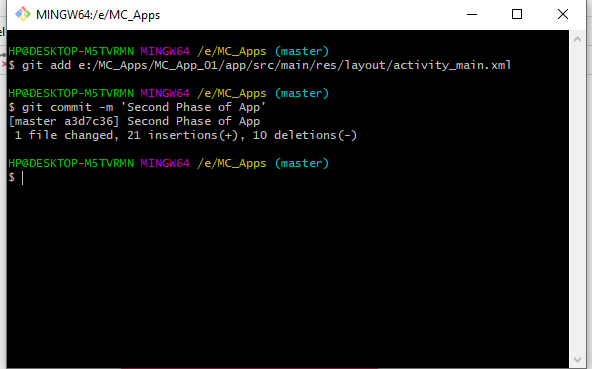 MINGW64:/e/MC_Apps
HP@DESKTOP-M5TVRMN MINGW64 /e/MC_Apps (master)
$ git add e:/MC_Apps/MC_App_01/app/src/main/res/layout/activity_main.xml
HP@DESKTOP-M5TVRMN MINGW64 /e/MC_Apps (master)
$ git commit -m 'Second Phase of App'
[master a3d7c36] Second Phase of App
 1 file changed, 21 insertions(+), 10 deletions(-)
HP@DESKTOP-M5TVRMN MINGW64 /e/MC_Apps (master)
$